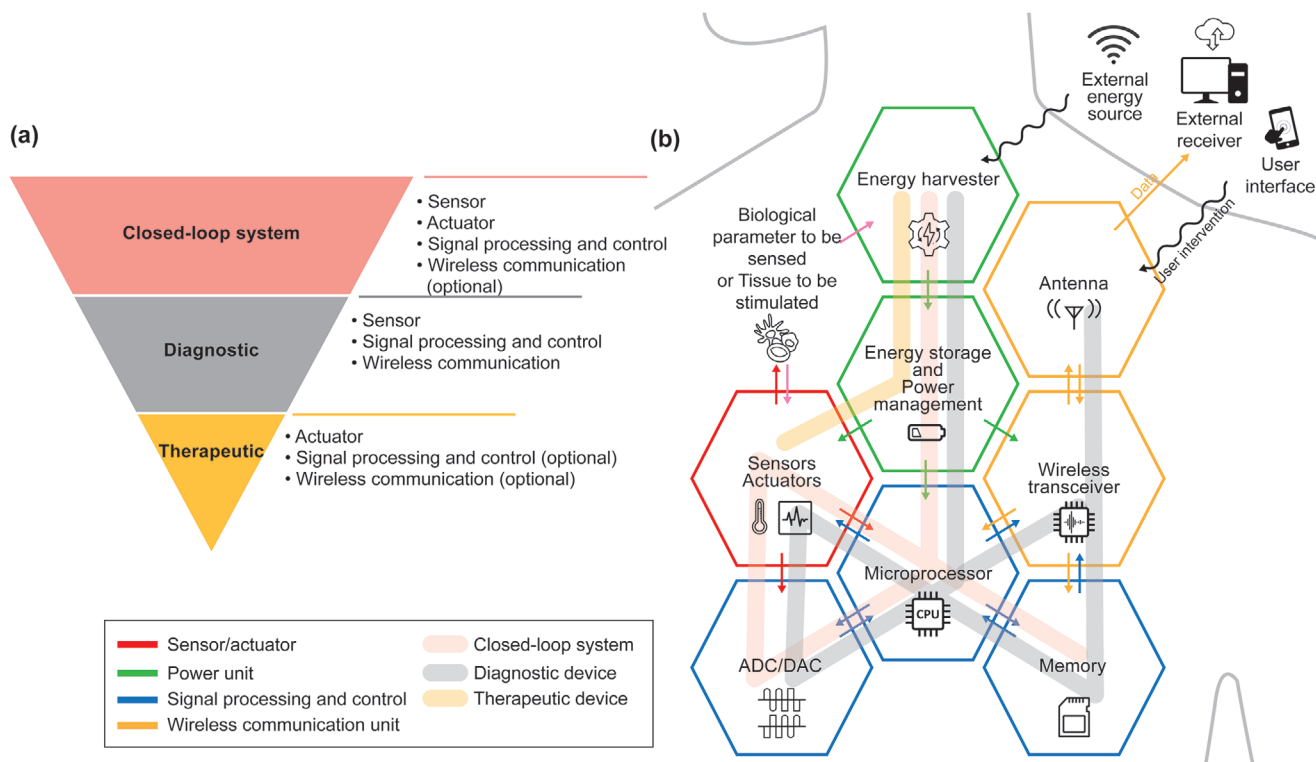 (a)
Closed-loop system
• Sensor
• Actuator
• Signal processing and control
• Wireless communication
(optional)
Diagnostic
• Sensor
• Signal processing and control
• Wireless communication
Therapeutic
• Actuator
• Signal processing and control (optional)
• Wireless communication (optional)
Sensor/actuator
Power unit
Signal processing and control
Wireless communication unit
Closed-loop system
Diagnostic device
Therapeutic device
(b)
External
energy
source
External
receiver
User
interface
Data
User intervention
Energy harvester
Biological
parameter to be
sensed
or Tissue to be
stimulated
Antenna
Energy storage
and
Power
management
Sensors
Actuators
Wireless
transceiver
Microprocessor
CPU
ADC/DAC
Memory